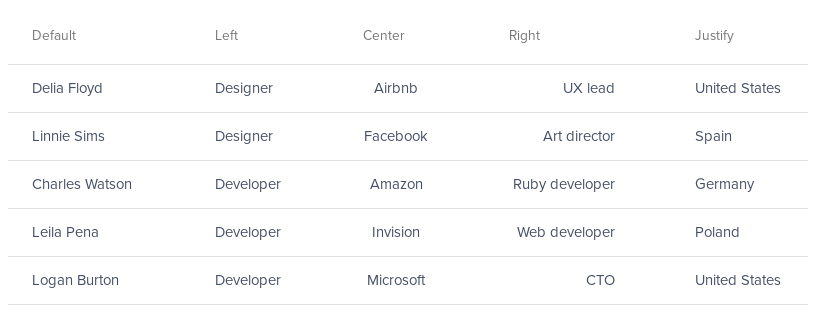 Default Left Center Right Justify
Delia Floyd Designer Airbnb UX lead United States
Linnie Sims Designer Facebook Art director Spain
Charles Watson Developer Amazon Ruby developer Germany
Leila Pena Developer Invision Web developer Poland
Logan Burton Developer Microsoft CTO United States